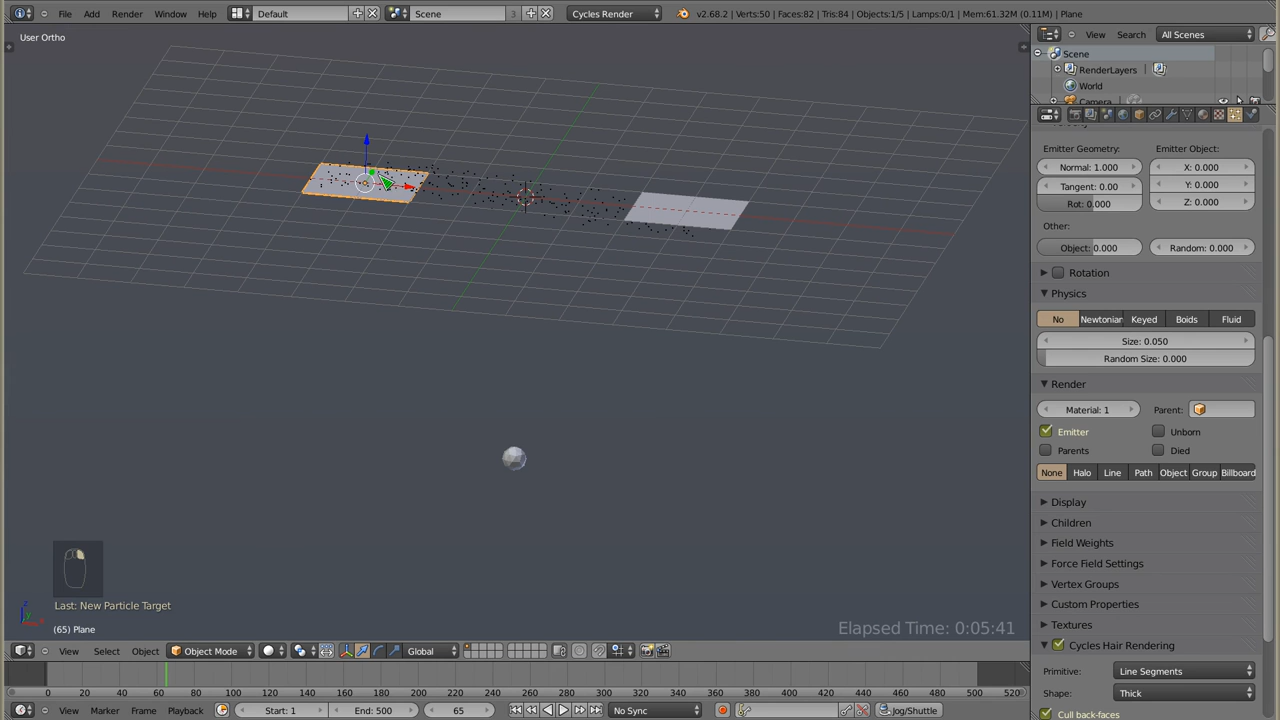 File Add Render Window Help Default Scene 3 Cycles Render v2.68.2 | Verts:50 | Faces:82 | Tris:84 | Objects:1/5 | Lamps:0/1 | Mem:61.32M (0.11M) | Plane
User Ortho
View Search All Scenes
Scene
RenderLayers
World
Camera
Emitter Geometry: Emitter Object:
Normal: 1.000 X: 0.000
Tangent: 0.00 Y: 0.000
Rot: 0.000 Z: 0.000
Other:
Object: 0.000 Random: 0.000
Rotation
Physics
No Newtonian Keyed Boids Fluid
Size: 0.050
Random Size: 0.000
Render
Material: 1 Parent:
Emitter Unborn
Parents Died
None Halo Line Path Object Group Billboard
Display
Children
Field Weights
Force Field Settings
Vertex Groups
Custom Properties
Textures
Cycles Hair Rendering
Primitive: Line Segments
Shape: Thick
Cull back-faces
Last: New Particle Target
(65) Plane
Elapsed Time: 0:05:41
View Select Object Object Mode Global
0 20 40 60 80 100 120 140 160 180 200 220 240 260 280 300 320 340 360 380 400 420 440 460 480 500 520
View Marker Frame Playback Start: 1 End: 500 65 No Sync Jog/Shuttle